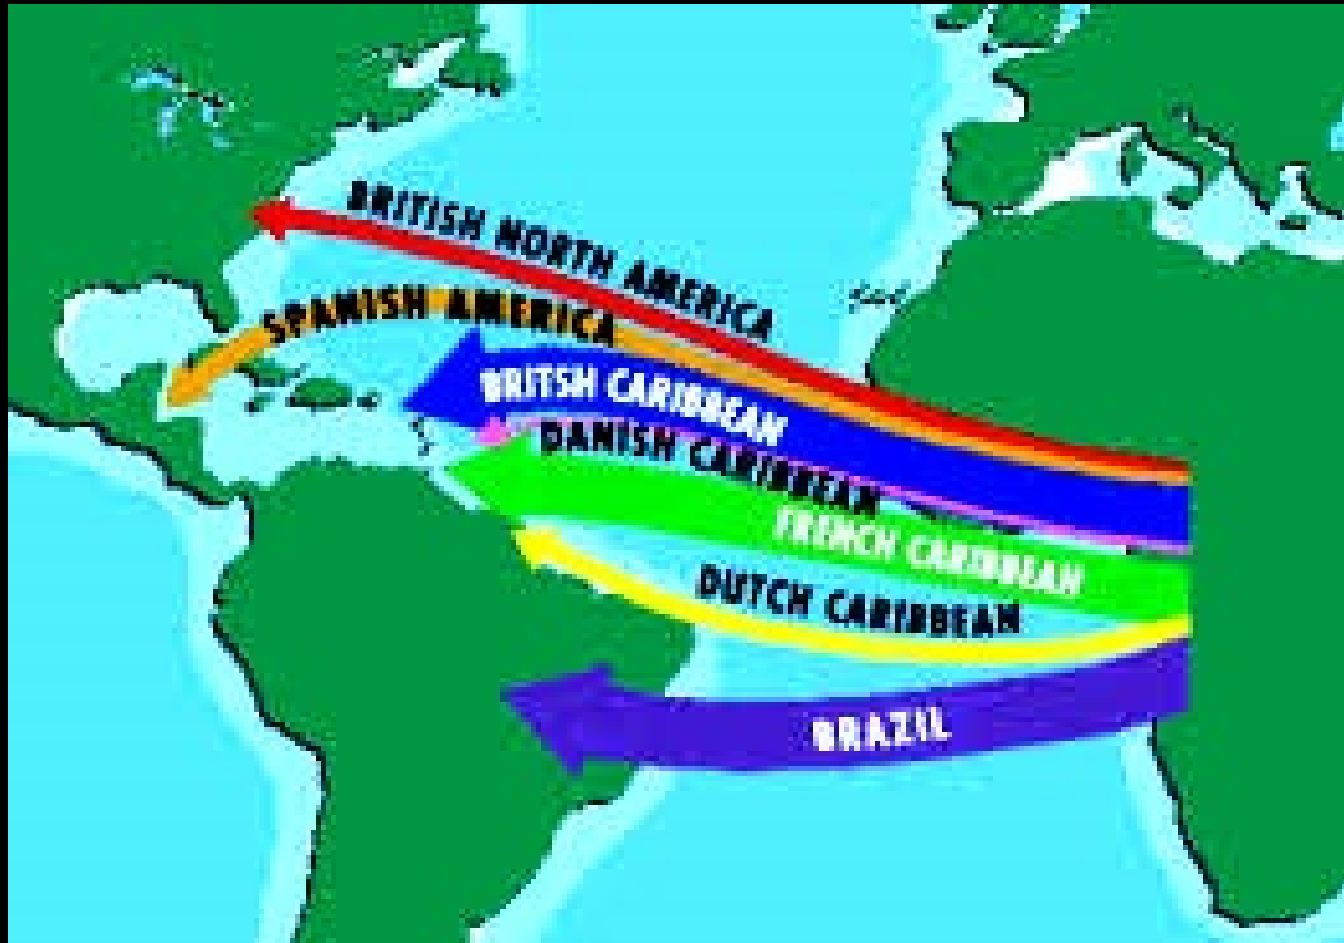 BRITISH NORTH AMERICA
SPANISH AMERICA
BRITSH CARIBBEAN
DANISH CARIBBEAN
FRENCH CARIBBEAN
DUTCH CARIBBEAN
BRAZIL